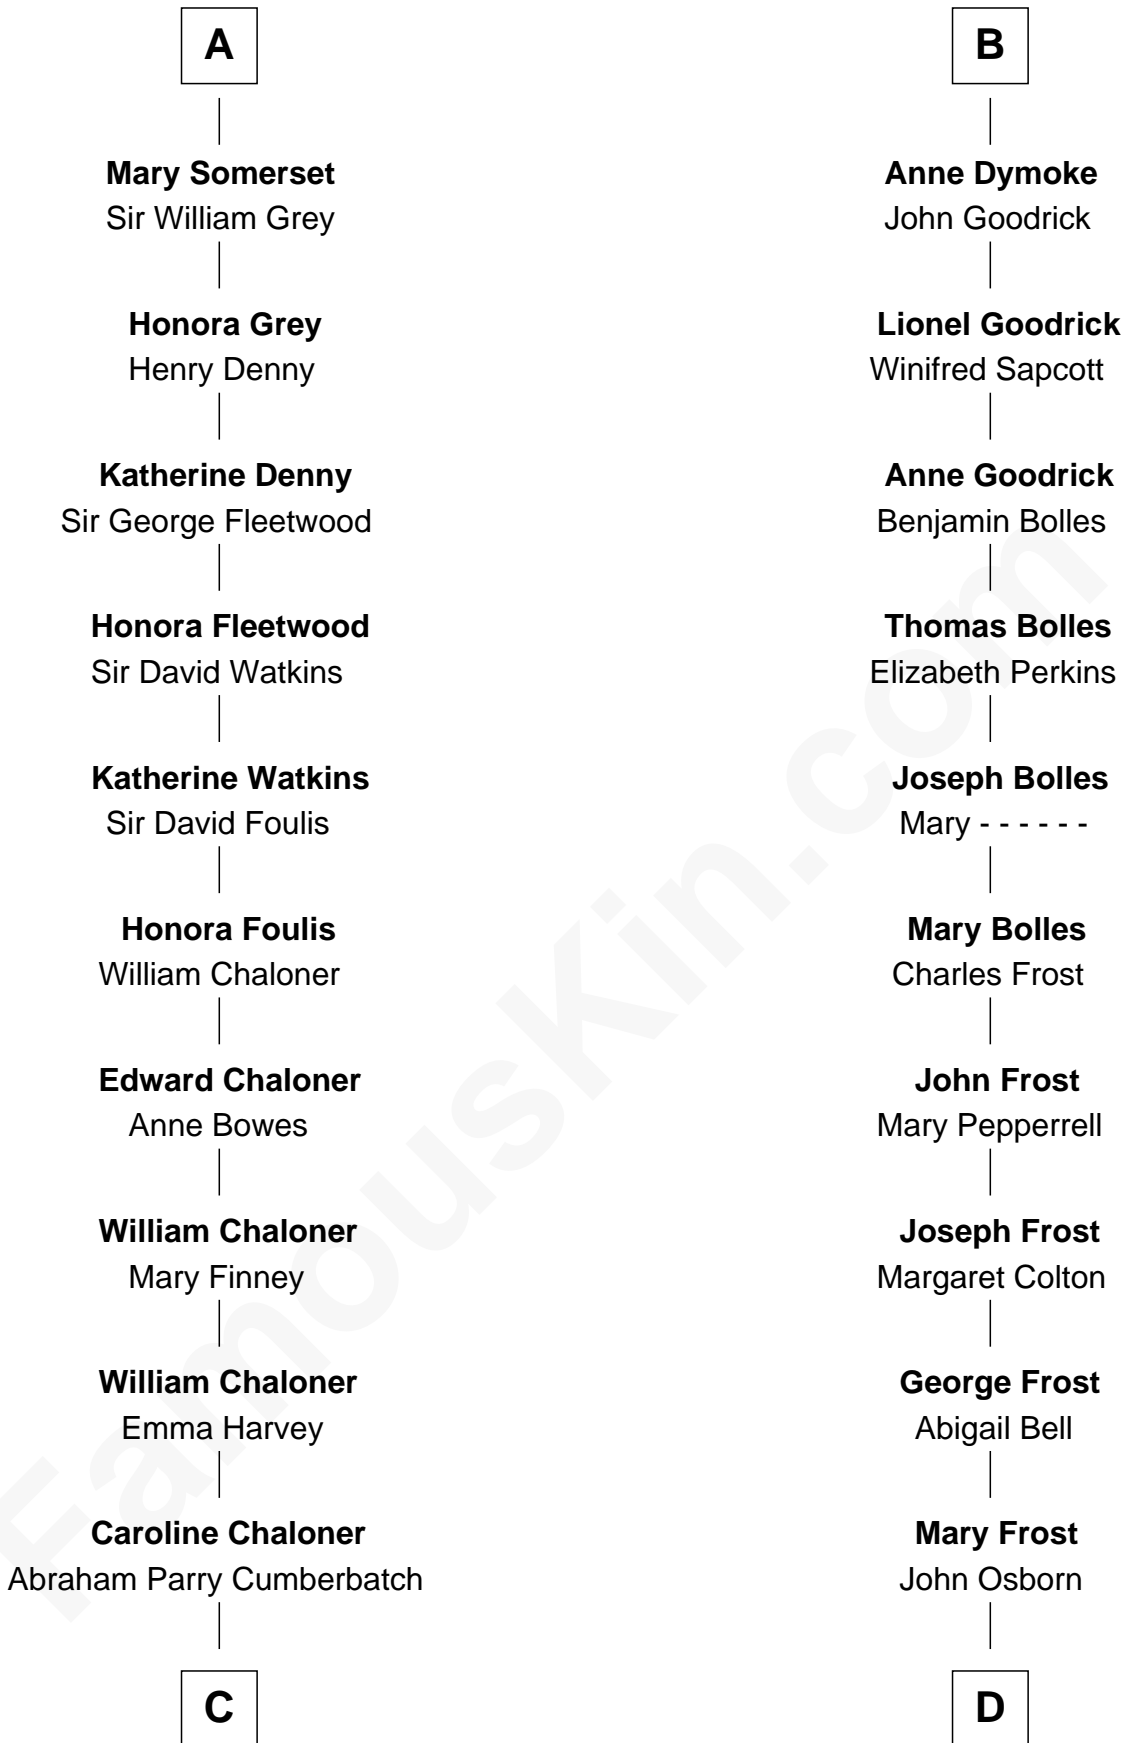 A
Mary Somerset
Sir William Grey
Honora Grey
Henry Denny
Katherine Denny
Sir George Fleetwood
Honora Fleetwood
Sir David Watkins
Katherine Watkins
Sir David Foulis
Honora Foulis
William Chaloner
Edward Chaloner
Anne Bowes
William Chaloner
Mary Finney
William Chaloner
Emma Harvey
Caroline Chaloner
Abraham Parry Cumberbatch
C
B
Anne Dymoke
John Goodrick
Lionel Goodrick
Winifred Sapcott
Anne Goodrick
Benjamin Bolles
Thomas Bolles
Elizabeth Perkins
Joseph Bolles
Mary - - - - - -
Mary Bolles
Charles Frost
John Frost
Mary Pepperrell
Joseph Frost
Margaret Colton
George Frost
Abigail Bell
Mary Frost
John Osborn
D
FamousKin.com